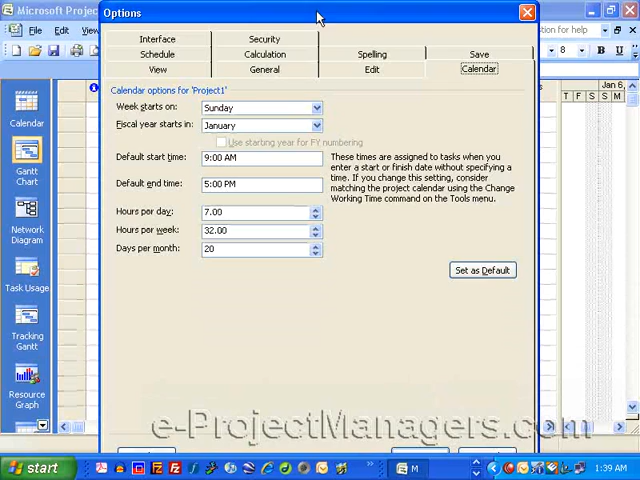 Microsoft Proj
Options
File
Edit
Vie
ion for help
8
B
U
Interface
Security
Schedule
Calculation
Spelling
Save
View
General
Edit
Calendar
Calendar options for 'Project1'
Week starts on:
Sunday
Fiscal year starts in:
January
Use starting year for FY numbering
Default start time:
9:00 AM
These times are assigned to tasks when you
enter a start or finish date without specifying a
time. If you change this setting, consider
matching the project calendar using the Change
Working Time command on the Tools menu.
Default end time:
5:00 PM
Hours per day:
7.00
Hours per week:
32.00
Days per month:
20
Set as Default
Calendar
Gantt
Chart
Network
Diagram
Task Usage
Tracking
Gantt
Resource
Graph
Jan 6,
T F S S M
e-ProjectManagers.com
start
M
1:39 AM